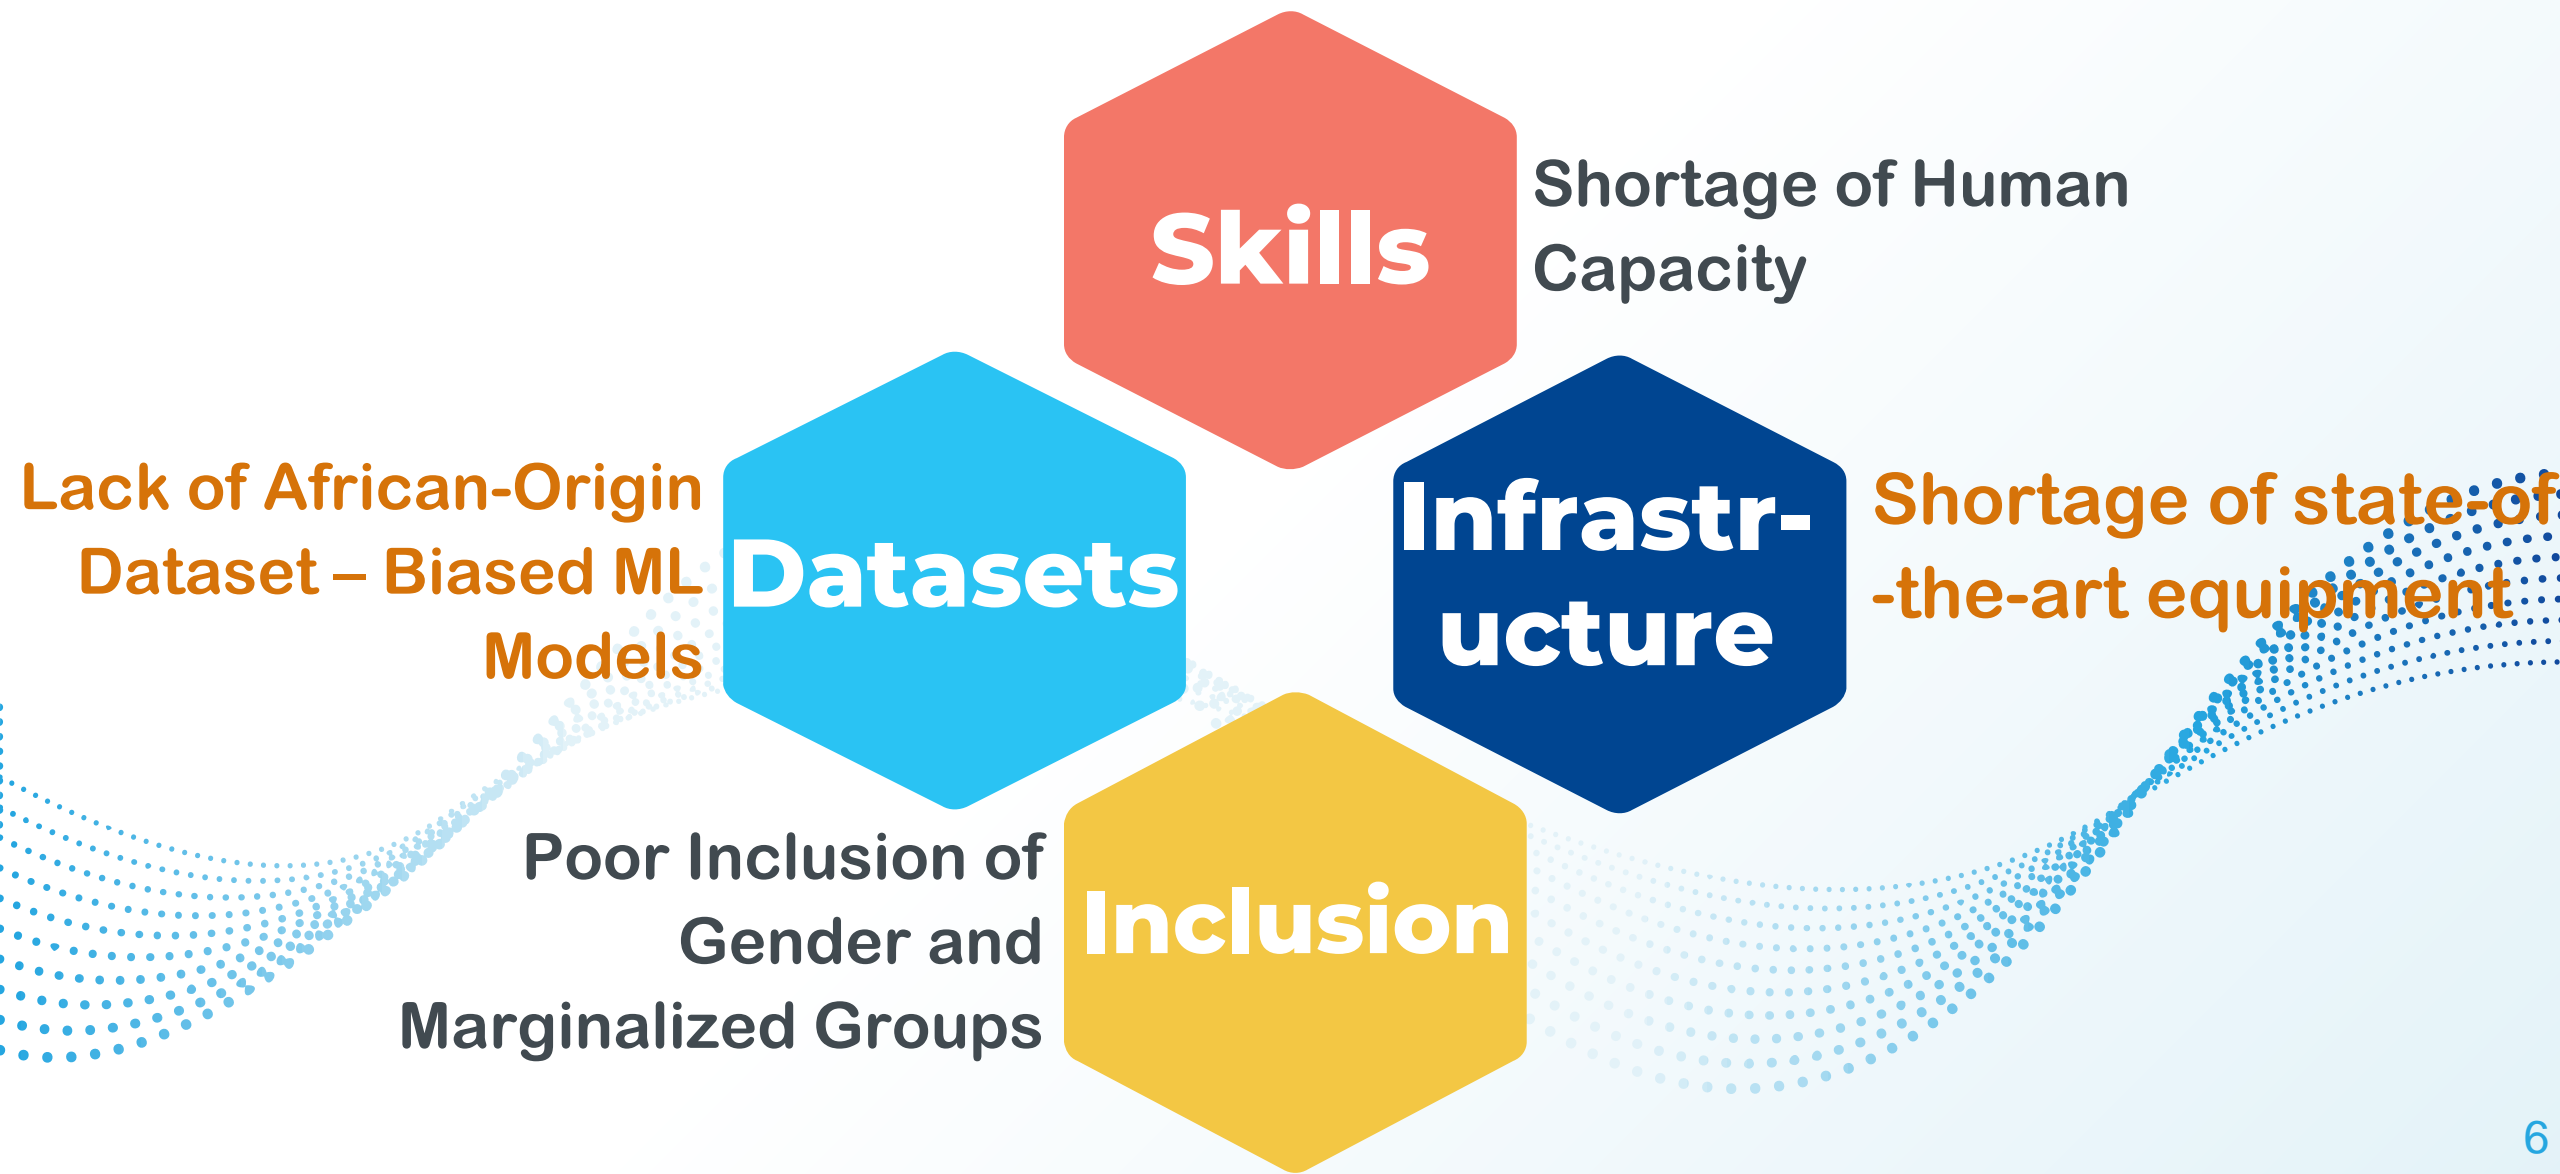 Skills
Shortage of Human
Capacity
Lack of African-Origin
Dataset – Biased ML
Models
Datasets
Infrastr-
ucture
Shortage of state-of
-the-art equipment
Poor Inclusion of
Gender and
Marginalized Groups
Inclusion
6